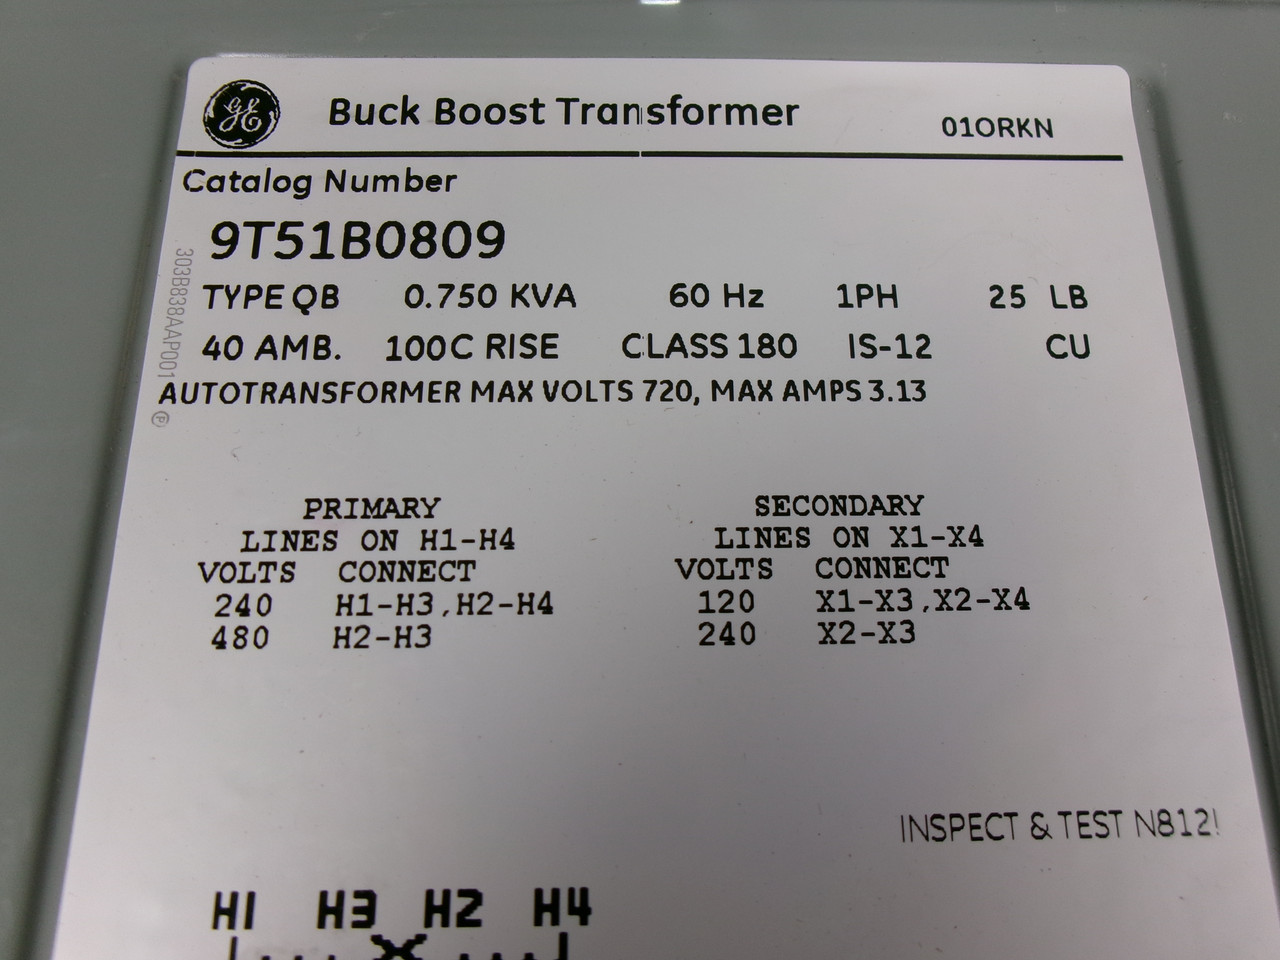 GE Buck Boost Transformer 01ORKN
Catalog Number
9T51B0809
303B838AAP001
TYPE QB 0.750 KVA 60 Hz 1PH 25 LB
40 AMB. 100C RISE CLASS 180 IS-12 CU
AUTOTRANSFORMER MAX VOLTS 720, MAX AMPS 3.13
PRIMARY SECONDARY
LINES ON H1-H4 LINES ON X1-X4
VOLTS CONNECT VOLTS CONNECT
240 H1-H3,H2-H4 120 X1-X3,X2-X4
480 H2-H3 240 X2-X3
INSPECT & TEST N812!
H1 H3 H2 H4